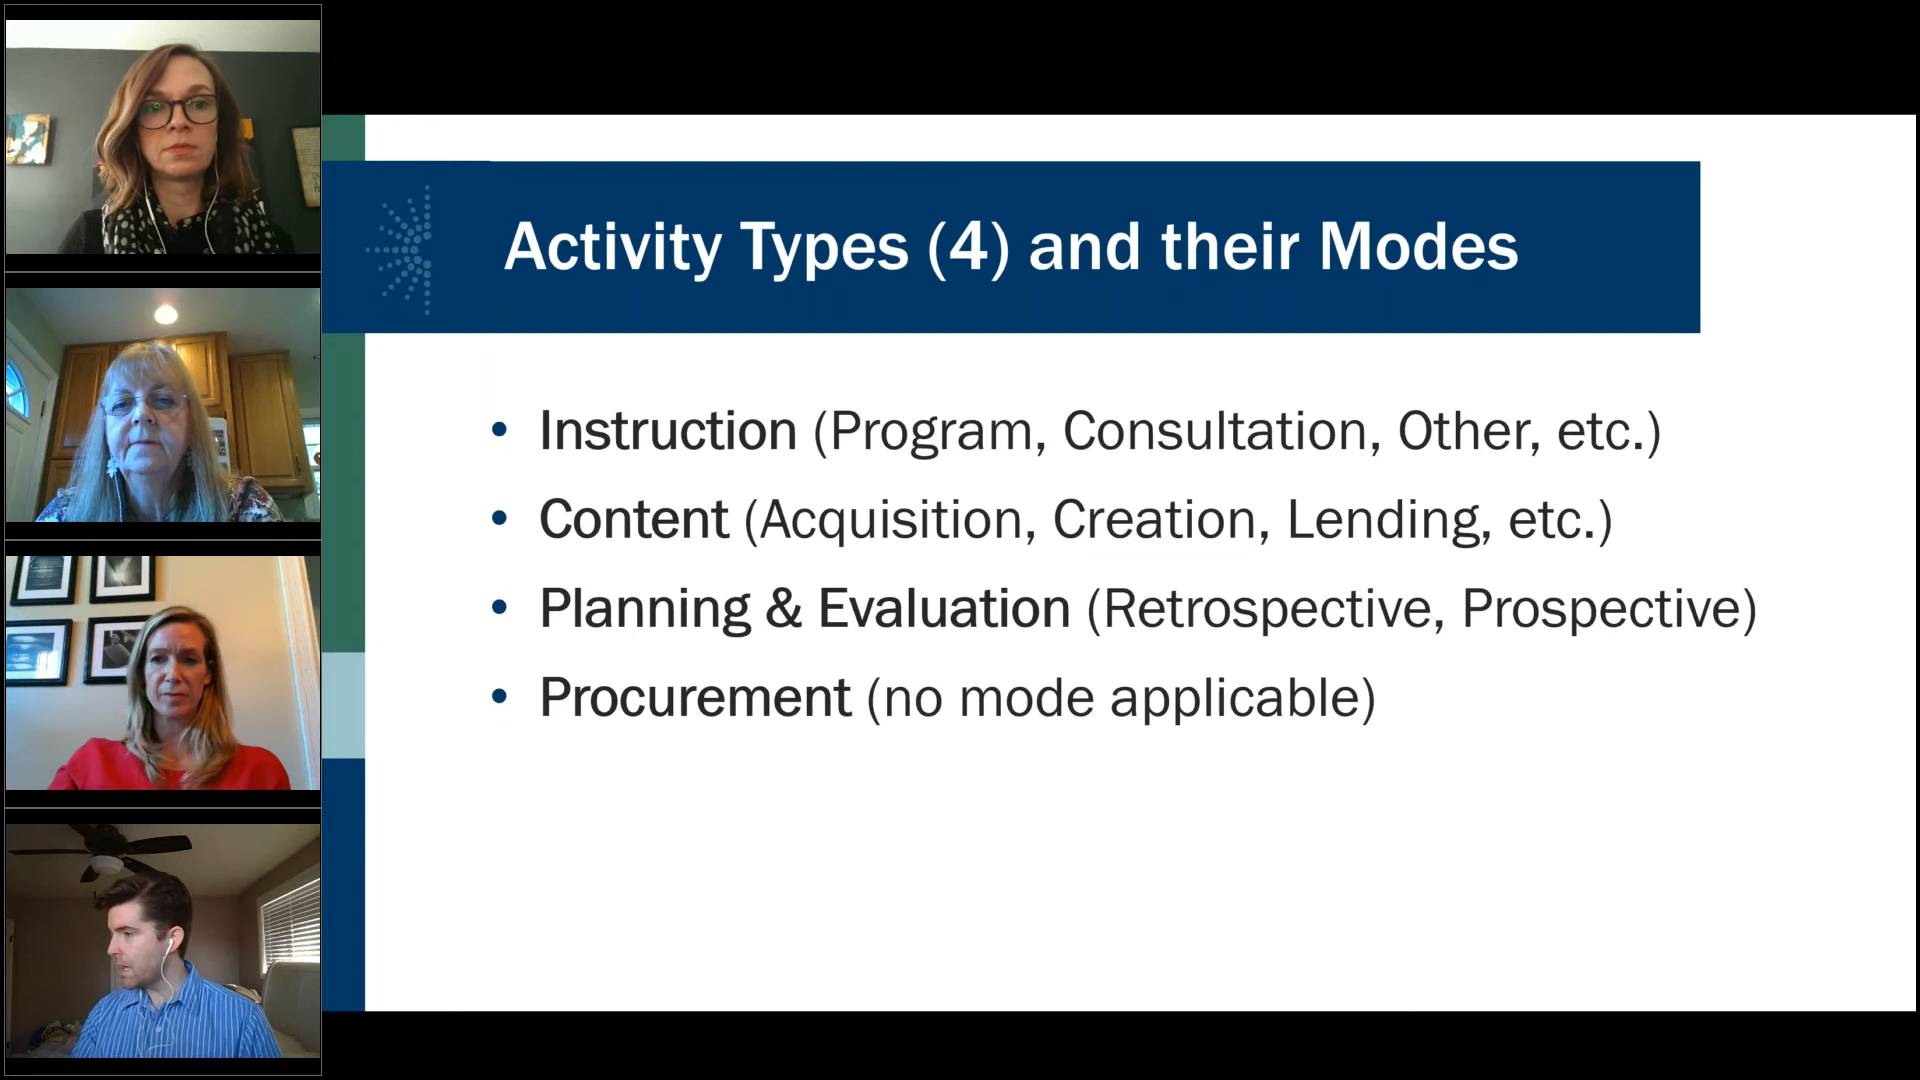 Activity Types (4) and their Modes
• Instruction (Program, Consultation, Other, etc.)
• Content (Acquisition, Creation, Lending, etc.)
• Planning & Evaluation (Retrospective, Prospective)
• Procurement (no mode applicable)